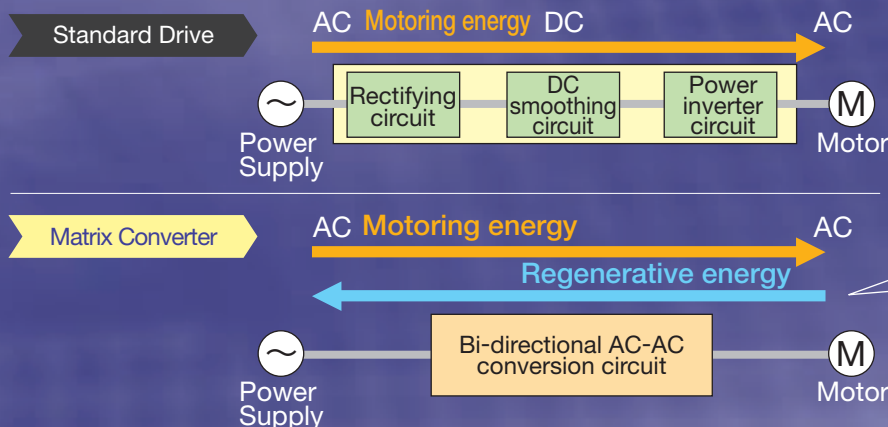 Standard Drive
AC Motoring energy DC AC
Rectifying
circuit
DC
smoothing
circuit
Power
inverter
circuit
~
M
Power
Supply
Motor
Matrix Converter
AC Motoring energy AC
Regenerative energy
Bi-directional AC-AC
conversion circuit
~
M
Power
Supply
Motor